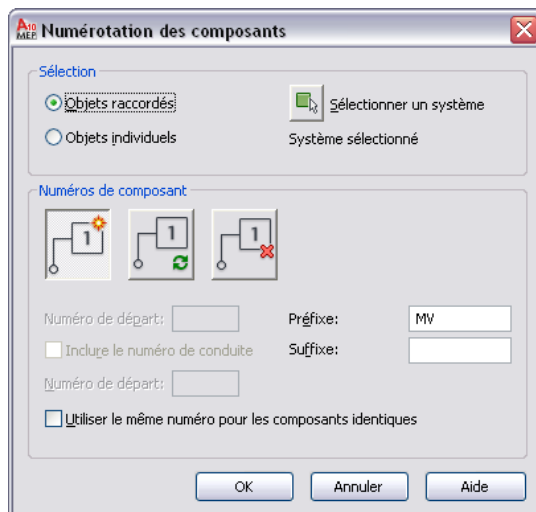 A10 MEP Numérotation des composants
Sélection
Objets raccordés
Sélectionner un système
Objets individuels
Système sélectionné
Numéros de composant
1 1 1
Numéro de départ:
Préfixe: MV
Inclure le numéro de conduite
Suffixe:
Numéro de départ:
Utiliser le même numéro pour les composants identiques
OK Annuler Aide